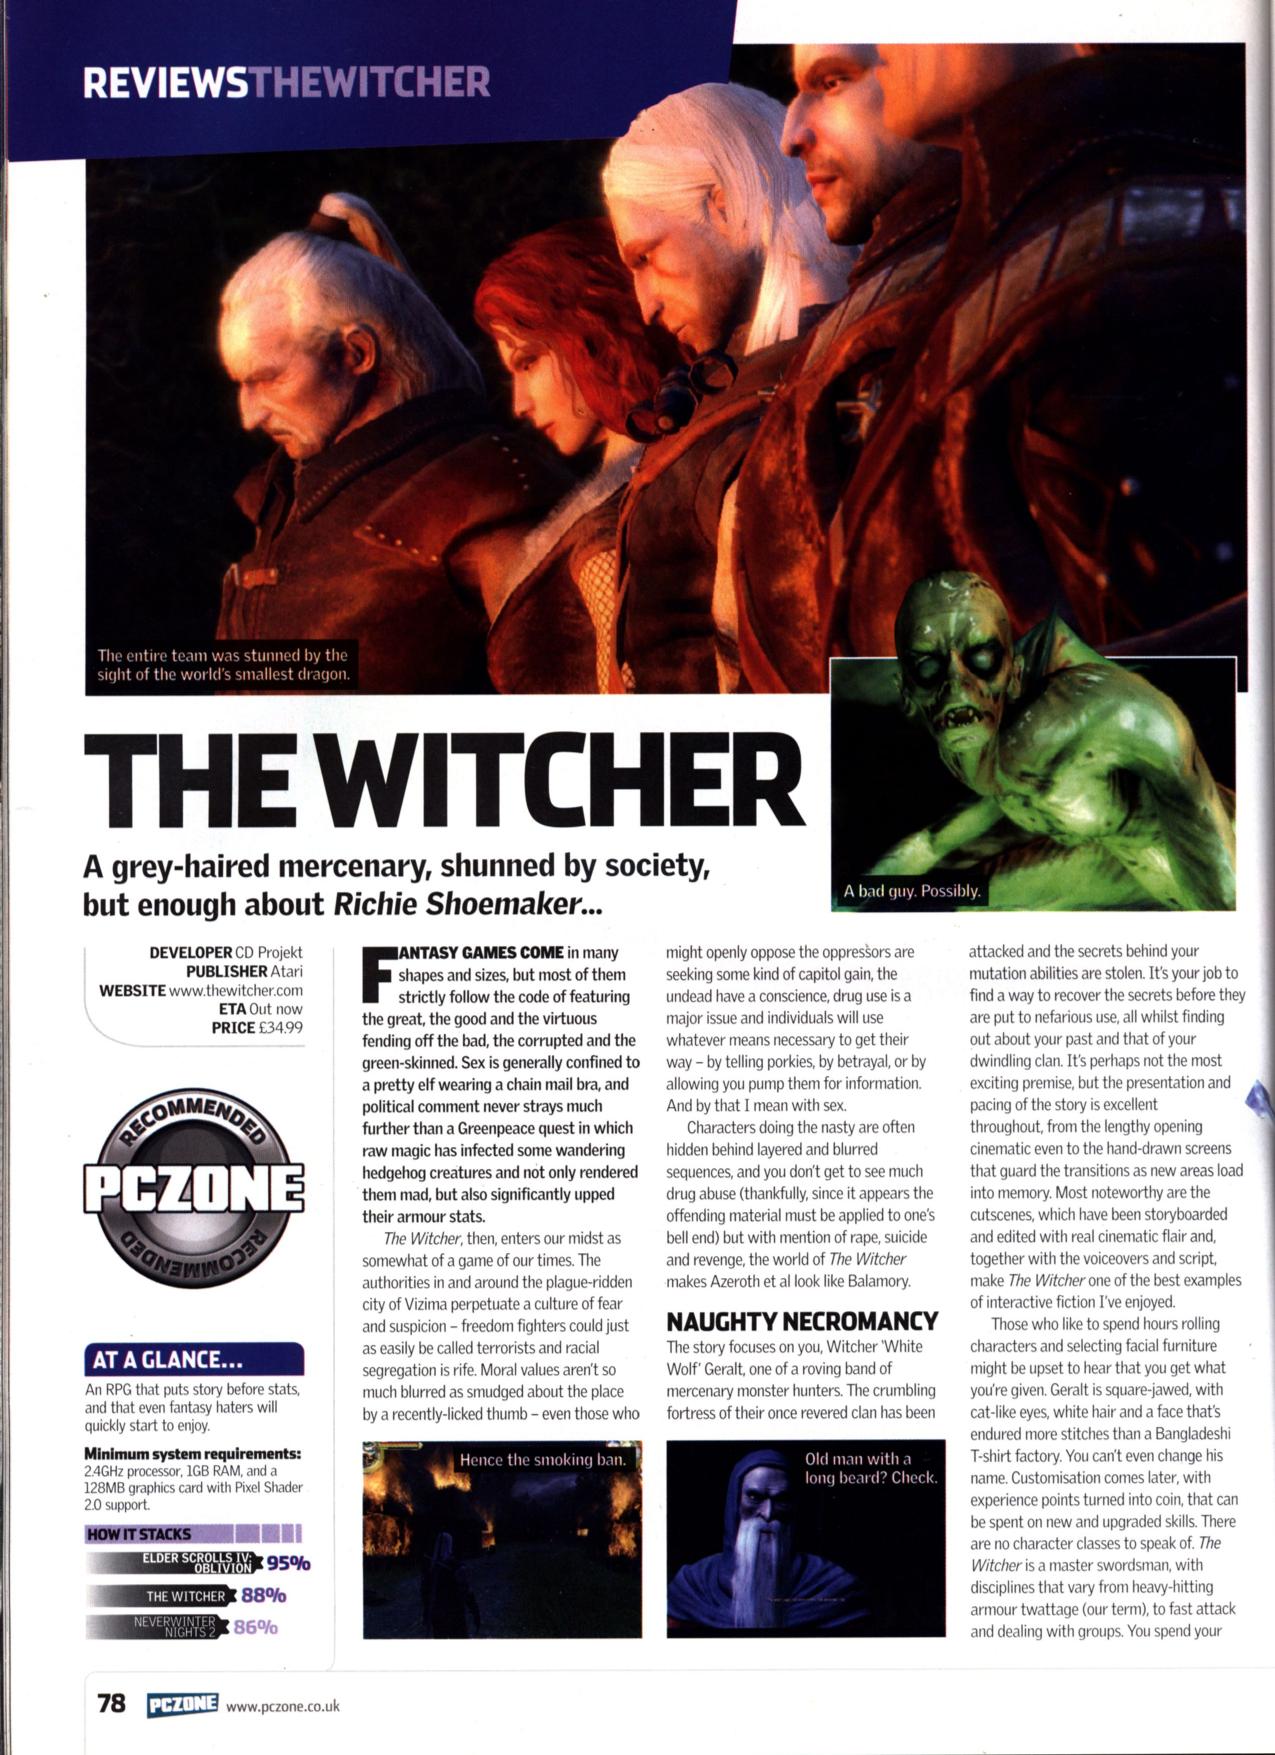 REVIEWSTHEWITCHER
The entire team was stunned by the
sight of the world's smallest dragon.
A bad guy. Possibly.
THE WITCHER
A grey-haired mercenary, shunned by society,
but enough about Richie Shoemaker...
DEVELOPER CD Projekt
PUBLISHER Atari
WEBSITE www.thewitcher.com
ETA Out now
PRICE £34.99
RECOMMENDED
PCZONE
RECOMMENDED
AT A GLANCE...
An RPG that puts story before stats,
and that even fantasy haters will
quickly start to enjoy.
Minimum system requirements:
2.4GHz processor, 1GB RAM, and a
128MB graphics card with Pixel Shader
2.0 support.
HOW IT STACKS
ELDER SCROLLS IV:
OBLIVION 95%
THE WITCHER 88%
NEVERWINTER
NIGHTS 2 86%
FANTASY GAMES COME in many
shapes and sizes, but most of them
strictly follow the code of featuring
the great, the good and the virtuous
fending off the bad, the corrupted and the
green-skinned. Sex is generally confined to
a pretty elf wearing a chain mail bra, and
political comment never strays much
further than a Greenpeace quest in which
raw magic has infected some wandering
hedgehog creatures and not only rendered
them mad, but also significantly upped
their armour stats.
The Witcher, then, enters our midst as
somewhat of a game of our times. The
authorities in and around the plague-ridden
city of Vizima perpetuate a culture of fear
and suspicion – freedom fighters could just
as easily be called terrorists and racial
segregation is rife. Moral values aren't so
much blurred as smudged about the place
by a recently-licked thumb – even those who
might openly oppose the oppressors are
seeking some kind of capitol gain, the
undead have a conscience, drug use is a
major issue and individuals will use
whatever means necessary to get their
way – by telling porkies, by betrayal, or by
allowing you pump them for information.
And by that I mean with sex.
Characters doing the nasty are often
hidden behind layered and blurred
sequences, and you don't get to see much
drug abuse (thankfully, since it appears the
offending material must be applied to one's
bell end) but with mention of rape, suicide
and revenge, the world of The Witcher
makes Azeroth et al look like Balamory.
NAUGHTY NECROMANCY
The story focuses on you, Witcher 'White
Wolf' Geralt, one of a roving band of
mercenary monster hunters. The crumbling
fortress of their once revered clan has been
attacked and the secrets behind your
mutation abilities are stolen. It's your job to
find a way to recover the secrets before they
are put to nefarious use, all whilst finding
out about your past and that of your
dwindling clan. It's perhaps not the most
exciting premise, but the presentation and
pacing of the story is excellent
throughout, from the lengthy opening
cinematic even to the hand-drawn screens
that guard the transitions as new areas load
into memory. Most noteworthy are the
cutscenes, which have been storyboarded
and edited with real cinematic flair and,
together with the voiceovers and script,
make The Witcher one of the best examples
of interactive fiction I've enjoyed.
Those who like to spend hours rolling
characters and selecting facial furniture
might be upset to hear that you get what
you're given. Geralt is square-jawed, with
cat-like eyes, white hair and a face that's
endured more stitches than a Bangladeshi
T-shirt factory. You can't even change his
name. Customisation comes later, with
experience points turned into coin, that can
be spent on new and upgraded skills. There
are no character classes to speak of. The
Witcher is a master swordsman, with
disciplines that vary from heavy-hitting
armour twattage (our term), to fast attack
and dealing with groups. You spend your
Hence the smoking ban.
Old man with a
long beard? Check.
78 PCZONE www.pczone.co.uk